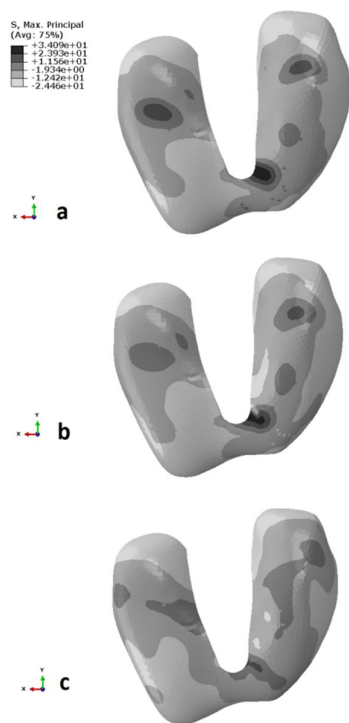 S, Max. Principal
(Avg: 75%)
+3.409e+01
+2.393e+01
+1.156e+01
-1.934e+00
-1.242e+01
-2.446e+01
Y
X
a
Y
X
b
Y
X
c